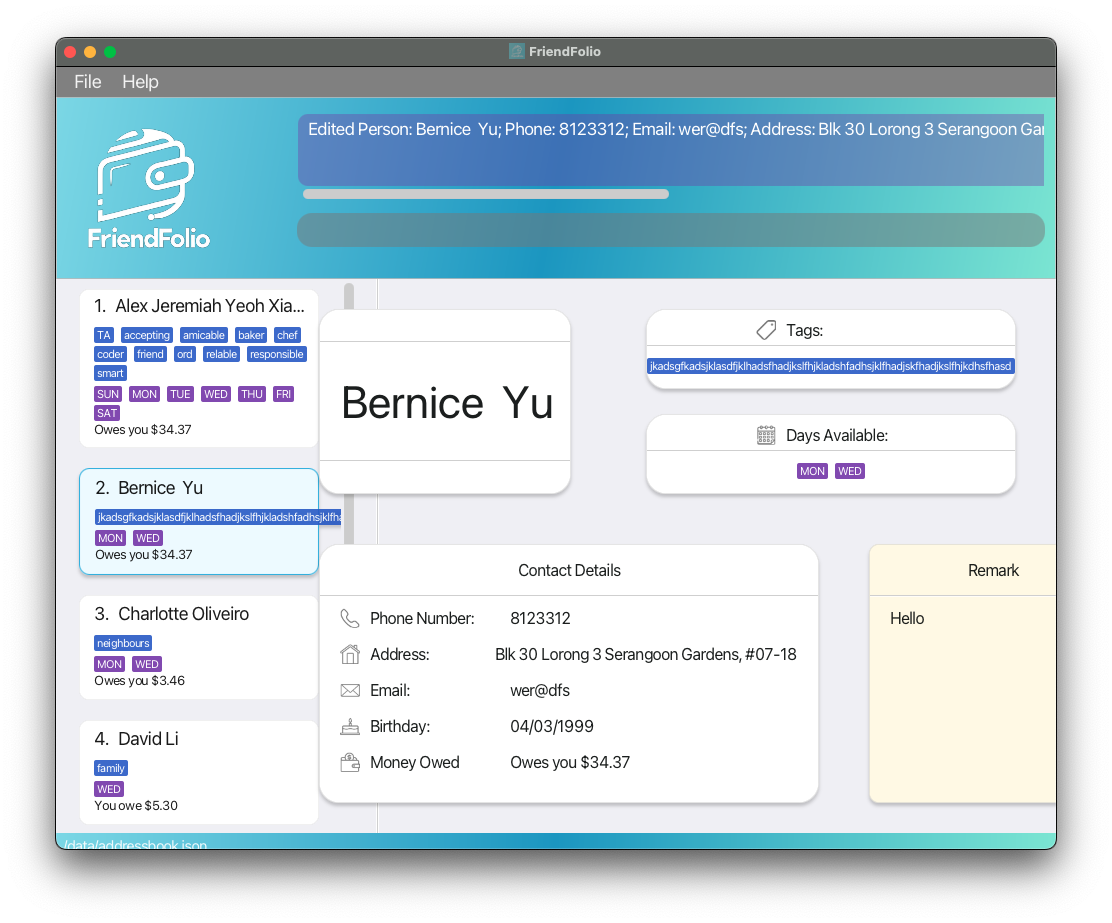 FriendFolio
File Help
Edited Person: Bernice  Yu; Phone: 8123312; Email: wer@dfs; Address: Blk 30 Lorong 3 Serangoon Gar
FriendFolio
1. Alex Jeremiah Yeoh Xia...
TA accepting amicable baker chef
coder friend ord relable responsible
smart
SUN MON TUE WED THU FRI
SAT
Owes you $34.37
2. Bernice  Yu
jkadsgfkadsjklasdfjklhadsfhadjkslfhjkladshfadhsjklfha
MON WED
Owes you $34.37
3. Charlotte Oliveiro
neighbours
MON WED
Owes you $3.46
4. David Li
family
WED
You owe $5.30
Bernice  Yu
Tags:
jkadsgfkadsjklasdfjklhadsfhadjkslfhjkladshfadhsjklfhadjskfhadjkslfhjkdhsfhasd
Days Available:
MON WED
Contact Details
Phone Number: 8123312
Address: Blk 30 Lorong 3 Serangoon Gardens, #07-18
Email: wer@dfs
Birthday: 04/03/1999
Money Owed Owes you $34.37
Remark
Hello
/data/addressbook.json